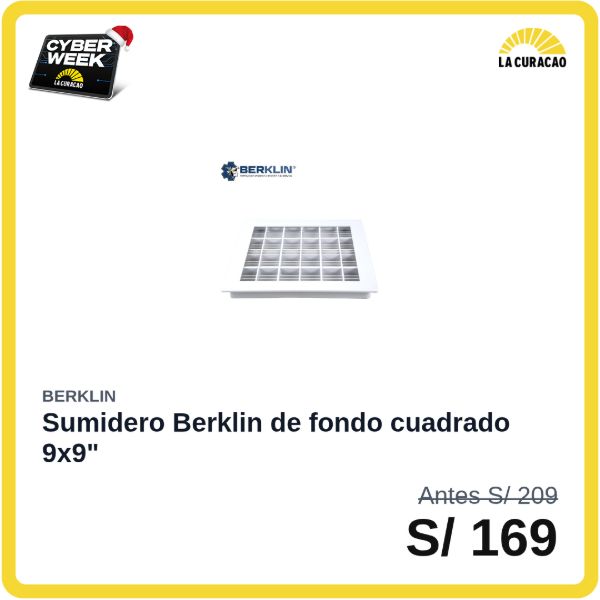 CYBER
WEEK
LA CURACAO
LA CURACAO
BERKLIN®
BERKLIN
Sumidero Berklin de fondo cuadrado
9x9"
Antes S/ 209
S/ 169